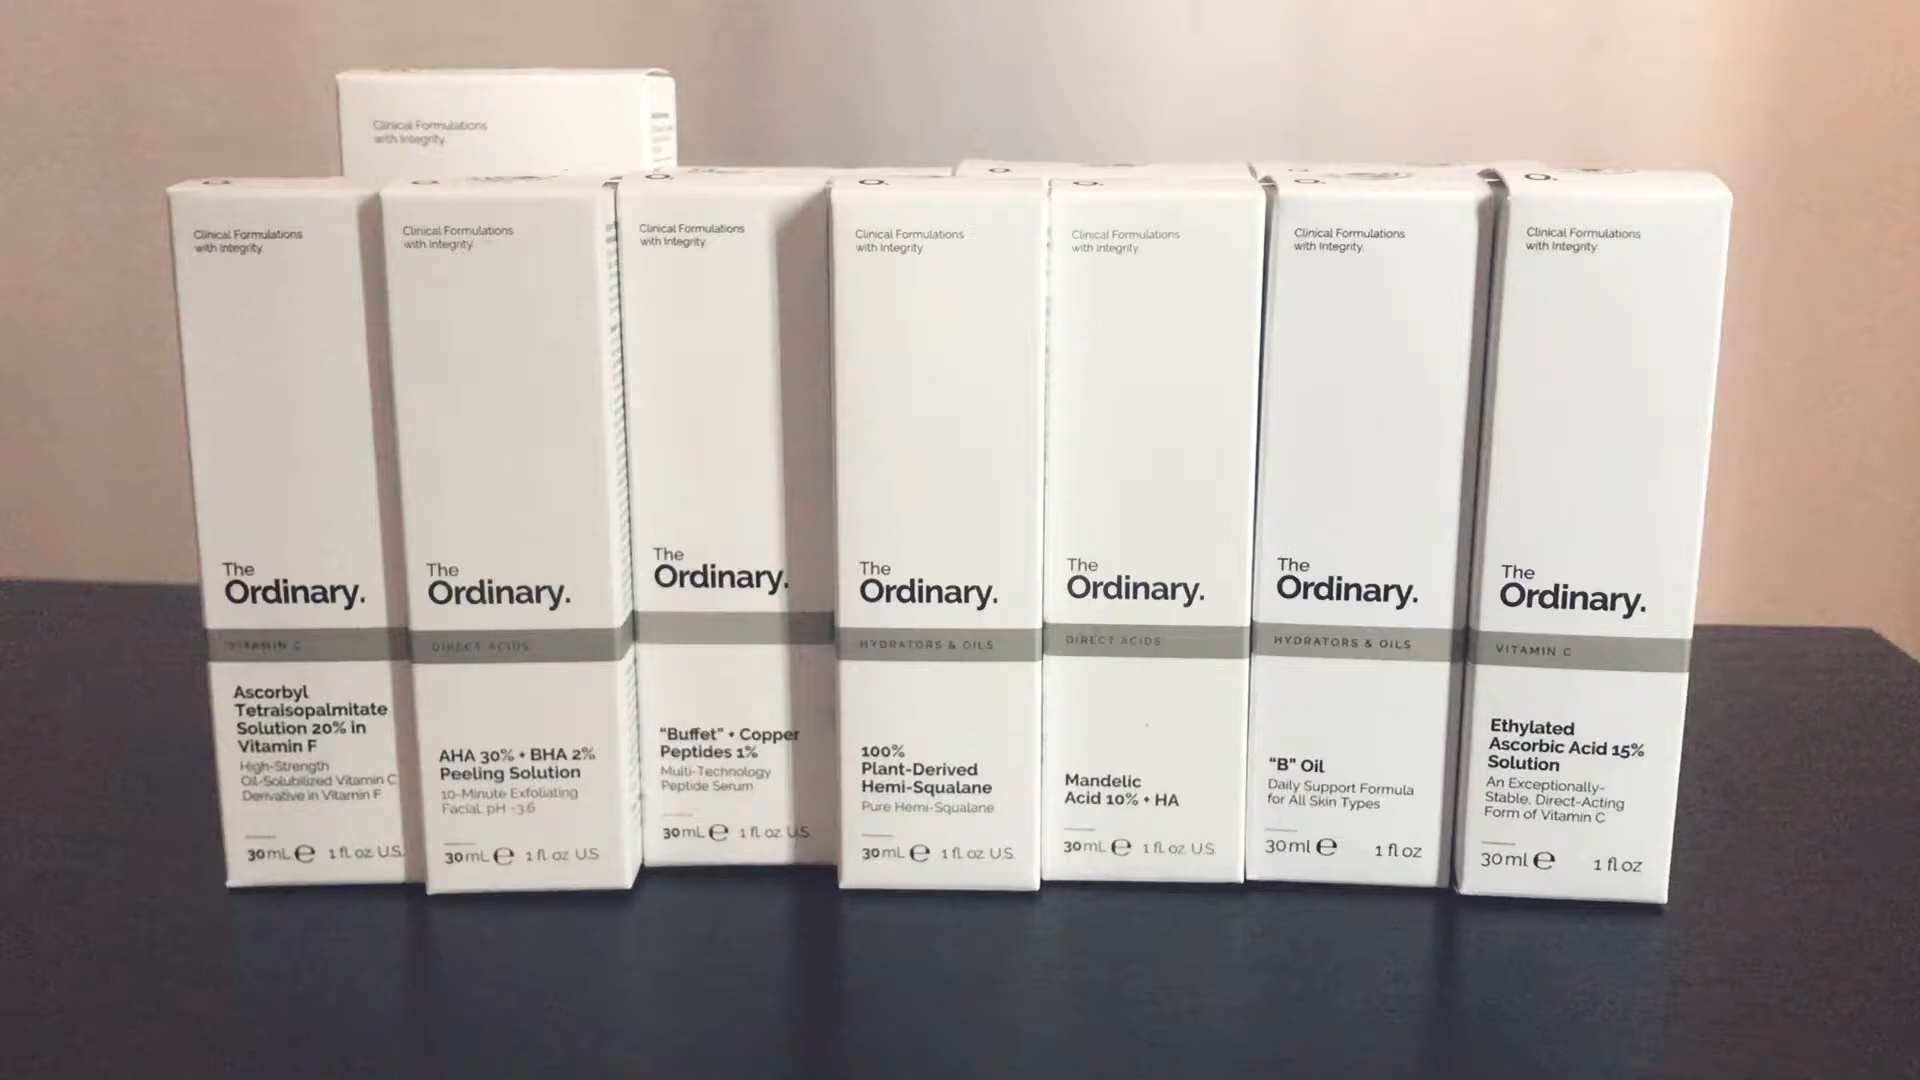 Clinical Formulations
with Integrity.
Clinical Formulations
with Integrity.
The
Ordinary.
VITAMIN C
Ascorbyl
Tetraisopalmitate
Solution 20% in
Vitamin F
High-Strength
Oil-Solubilized Vitamin C
Derivative in Vitamin F
30mL ℮ 1 fl oz U.S.
Clinical Formulations
with Integrity.
The
Ordinary.
DIRECT ACIDS
AHA 30% + BHA 2%
Peeling Solution
10-Minute Exfoliating
Facial, pH ~3.6
30mL ℮ 1 fl oz U.S.
Clinical Formulations
with Integrity.
The
Ordinary.
“Buffet” + Copper
Peptides 1%
Multi-Technology
Peptide Serum
30mL ℮ 1 fl oz U.S.
Clinical Formulations
with Integrity.
The
Ordinary.
HYDRATORS & OILS
100%
Plant-Derived
Hemi-Squalane
Pure Hemi-Squalane
30mL ℮ 1 fl oz U.S.
Clinical Formulations
with Integrity.
The
Ordinary.
DIRECT ACIDS
Mandelic
Acid 10% + HA
30mL ℮ 1 fl oz U.S.
Clinical Formulations
with Integrity.
The
Ordinary.
HYDRATORS & OILS
“B” Oil
Daily Support Formula
for All Skin Types
30ml ℮ 1 fl oz
Clinical Formulations
with Integrity.
The
Ordinary.
VITAMIN C
Ethylated
Ascorbic Acid 15%
Solution
An Exceptionally-
Stable, Direct-Acting
Form of Vitamin C
30ml ℮ 1 fl oz